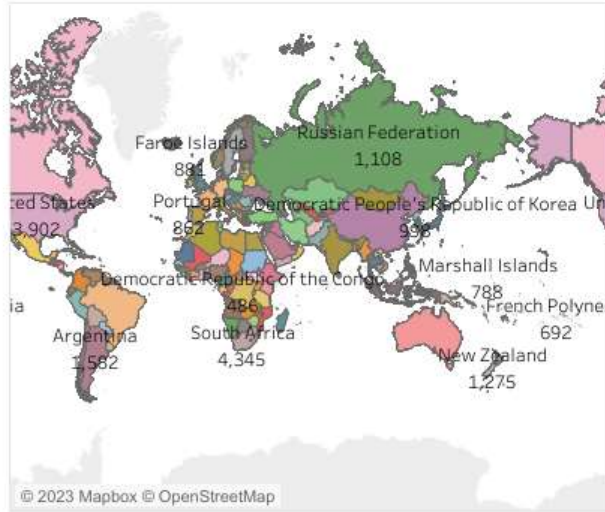 Faroe Islands
881
Russian Federation
1,108
ted States
3,902
Portugal
862
Democratic People's Republic of Korea
998
Un
Democratic Republic of the Congo
486
Marshall Islands
788
ia
French Polyne
692
Argentina
1,582
South Africa
4,345
New Zealand
1,275
© 2023 Mapbox © OpenStreetMap